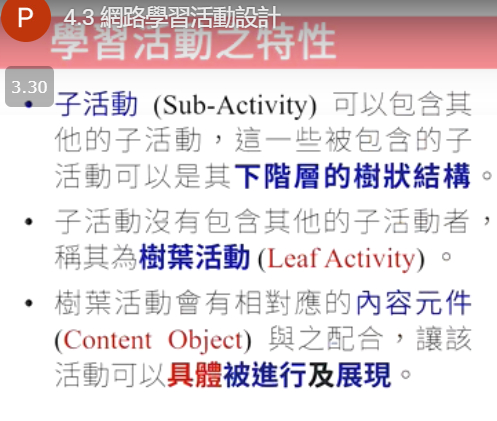 P 4.3 網路學習活動設計
學習活動之特性
3.30
• 子活動 (Sub-Activity) 可以包含其
他的子活動，這一些被包含的子
活動可以是其下階層的樹狀結構。
• 子活動沒有包含其他的子活動者，
稱其為樹葉活動 (Leaf Activity) 。
• 樹葉活動會有相對應的內容元件
(Content Object) 與之配合，讓該
活動可以具體被進行及展現。